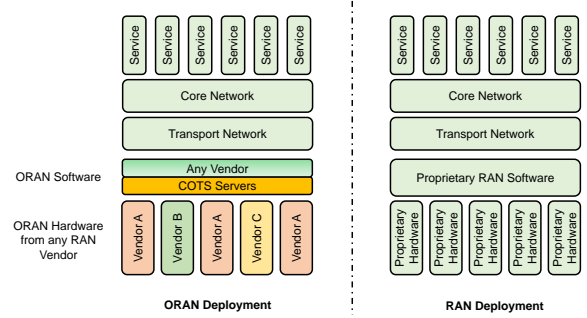 Service
Service
Service
Service
Service
Service
Core Network
Transport Network
ORAN Software
Any Vendor
COTS Servers
ORAN Hardware
from any RAN
Vendor
Vendor A
Vendor B
Vendor A
Vendor C
Vendor A
ORAN Deployment
Service
Service
Service
Service
Service
Service
Core Network
Transport Network
Proprietary RAN Software
Proprietary
Hardware
Proprietary
Hardware
Proprietary
Hardware
Proprietary
Hardware
Proprietary
Hardware
RAN Deployment